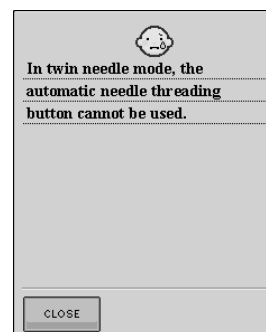 In twin needle mode, the
automatic needle threading
button cannot be used.
CLOSE